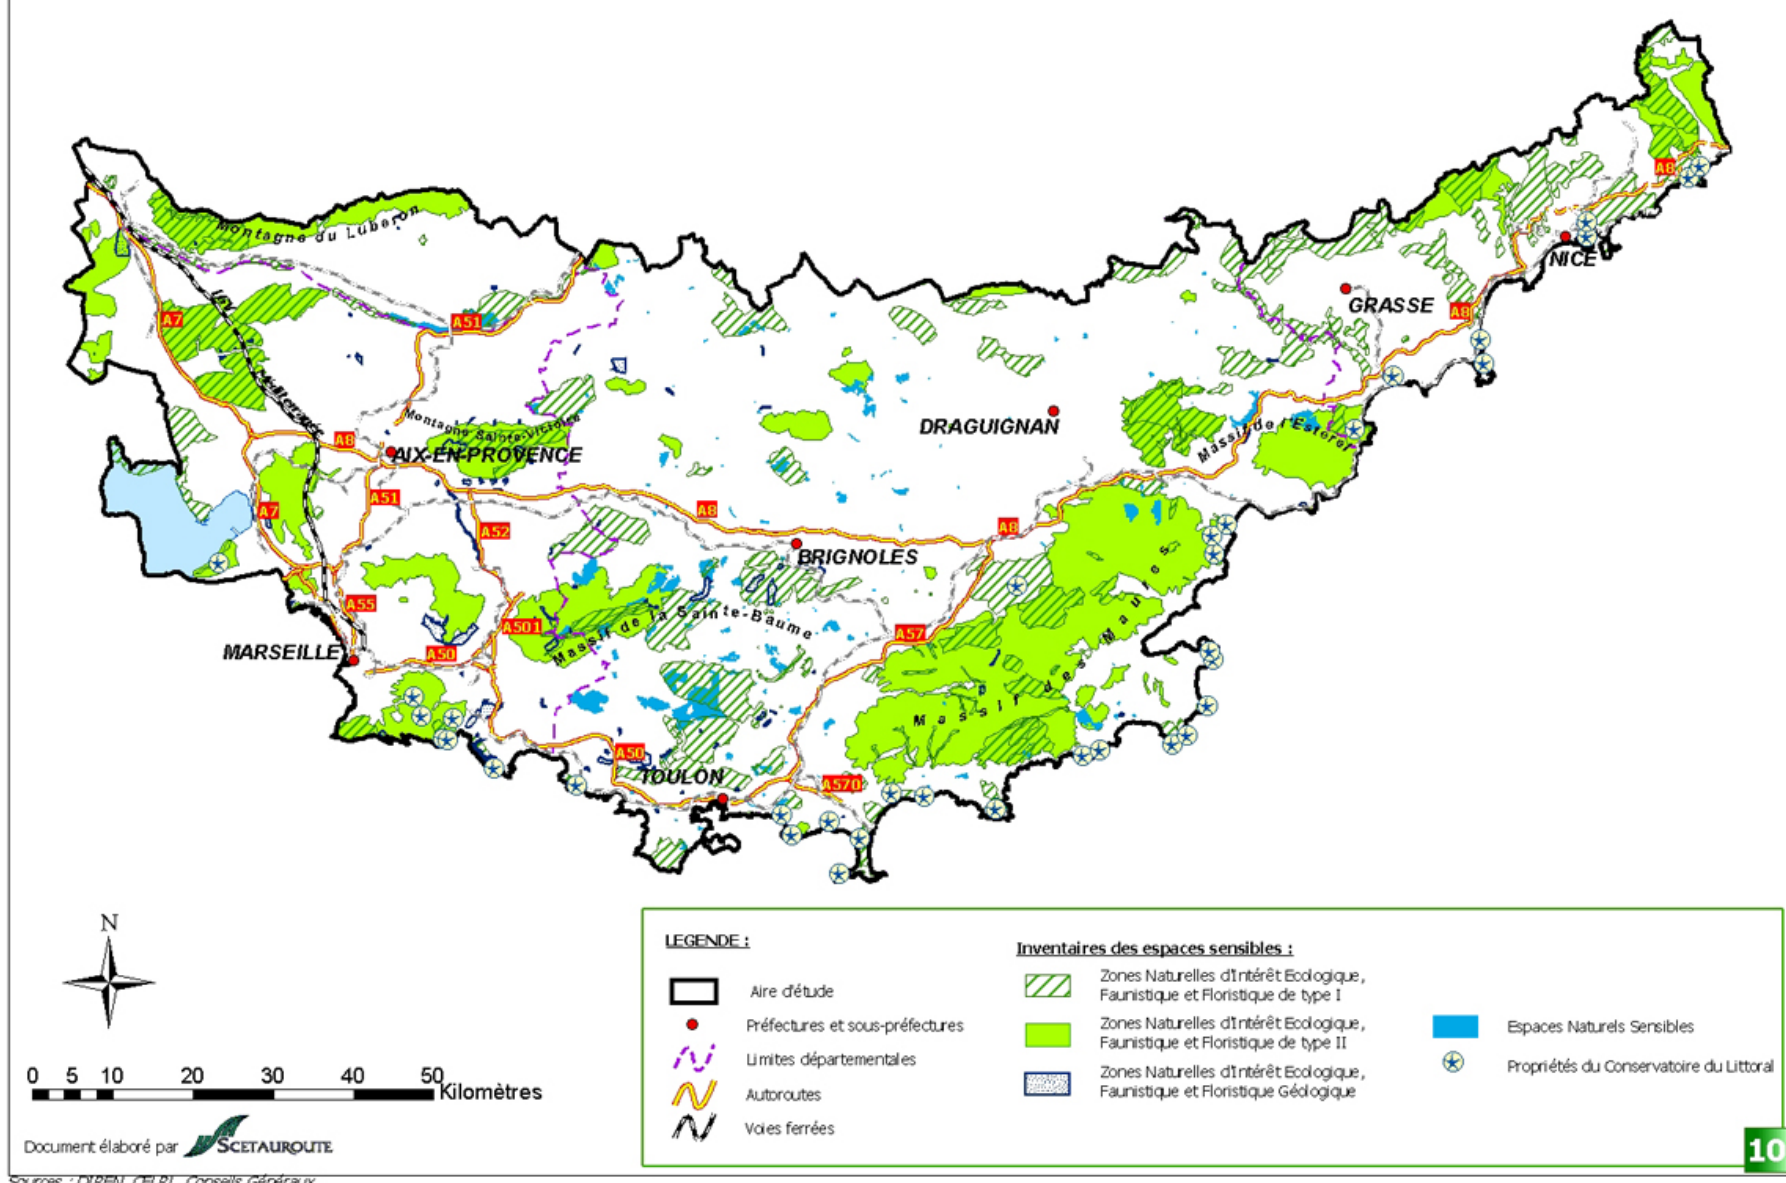 Montagne du Luberon
A8
NICE
GRASSE
A8
A7
LGV
Méditerranée
A51
Montagne Sainte-Victoire
DRAGUIGNAN
Massif de l'Esterel
A8
AIX-EN-PROVENCE
A51
A7
A52
A8
A8
BRIGNOLES
Massif de la Sainte-Baume
Massif des Maures
A55
A501
A57
MARSEILLE
A50
A50
TOULON
A570
N
0 5 10 20 30 40 50
Kilomètres
Document élaboré par SCETAUROUTE
LEGENDE :
Aire d'étude
Préfectures et sous-préfectures
Limites départementales
Autoroutes
Voies ferrées
Inventaires des espaces sensibles :
Zones Naturelles d'Intérêt Ecologique,
Faunistique et Floristique de type I
Zones Naturelles d'Intérêt Ecologique,
Faunistique et Floristique de type II
Zones Naturelles d'Intérêt Ecologique,
Faunistique et Floristique Géologique
Espaces Naturels Sensibles
Propriétés du Conservatoire du Littoral
10
Sources : DIREN, CELRL, Conseils Généraux